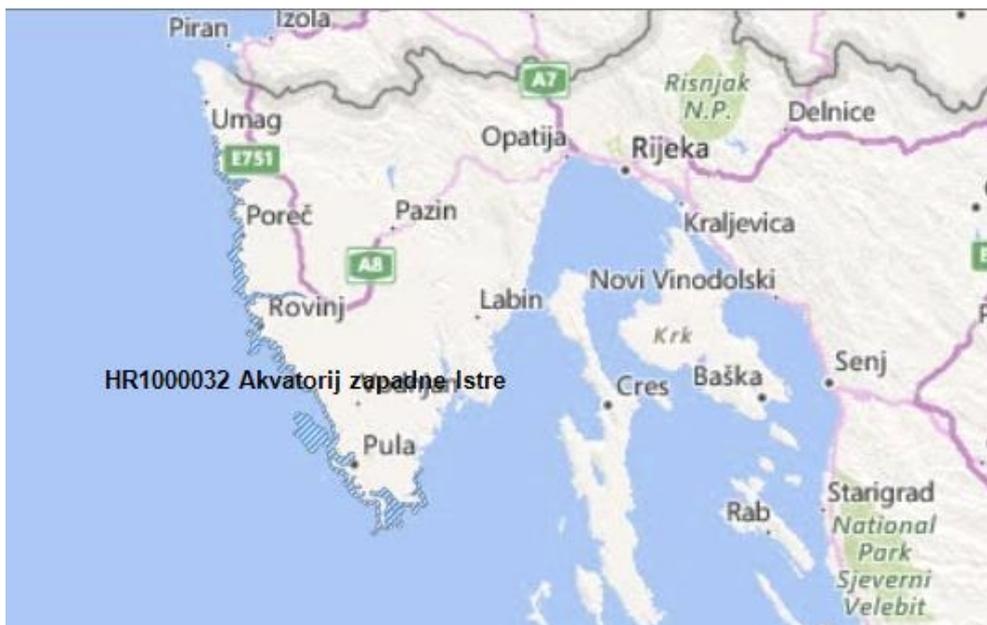 Piran
Izola
A7
Risnjak
N.P.
Delnice
Umag
Opatija
Rijeka
E751
Poreč
Pazin
Kraljevica
A8
Novi Vinodolski
Rovinj
Labin
Krk
HR1000032 Akvatorij zapadne Istre
Cres
Baška
Senj
Pula
Rab
Starigrad
National
Park
Sjeverni
Velebit